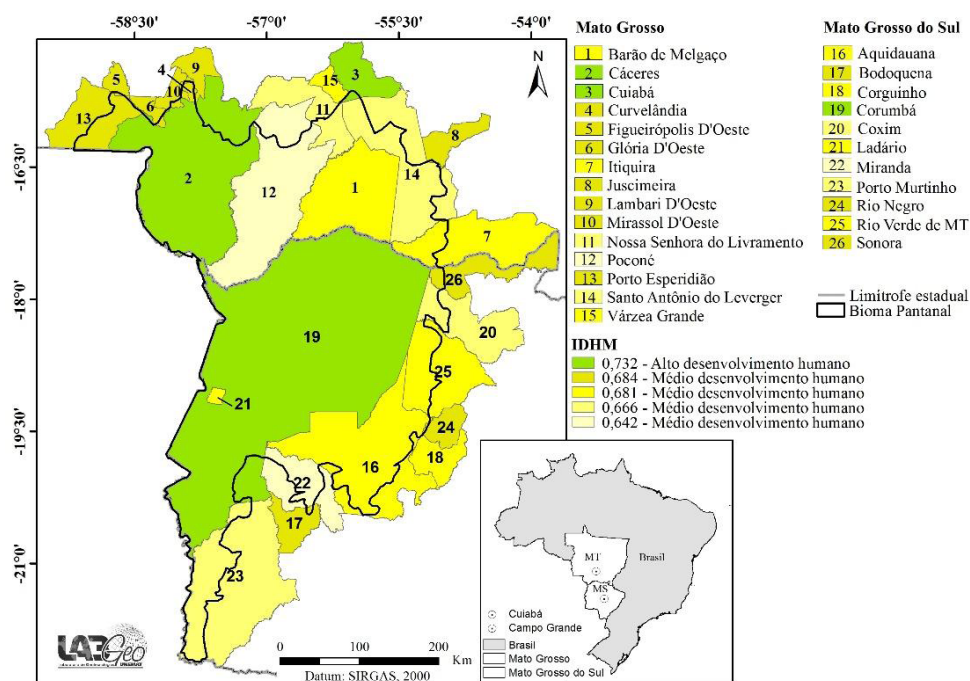 -58°30' -57°0' -55°30' -54°0'
-16°30'
-18°0'
-19°30'
-21°0'
N
5
4
9
10
6
13
2
12
11
15
3
1
14
8
7
26
20
19
21
25
24
18
16
22
17
23
Mato Grosso
1 Barão de Melgaço
2 Cáceres
3 Cuiabá
4 Curvelândia
5 Figueirópolis D'Oeste
6 Glória D'Oeste
7 Itiquira
8 Juscimeira
9 Lambari D'Oeste
10 Mirassol D'Oeste
11 Nossa Senhora do Livramento
12 Poconé
13 Porto Esperidião
14 Santo Antônio do Leverger
15 Várzea Grande
Mato Grosso do Sul
16 Aquidauana
17 Bodoquena
18 Corguinho
19 Corumbá
20 Coxim
21 Ladário
22 Miranda
23 Porto Murtinho
24 Rio Negro
25 Rio Verde de MT
26 Sonora
Limítrofe estadual
Bioma Pantanal
IDHM
0,732 - Alto desenvolvimento humano
0,684 - Médio desenvolvimento humano
0,681 - Médio desenvolvimento humano
0,666 - Médio desenvolvimento humano
0,642 - Médio desenvolvimento humano
MT
MS
Brasil
Cuiabá
Campo Grande
Brasil
Mato Grosso
Mato Grosso do Sul
0 50 100 200
Km
Datum: SIRGAS, 2000
LABGeo